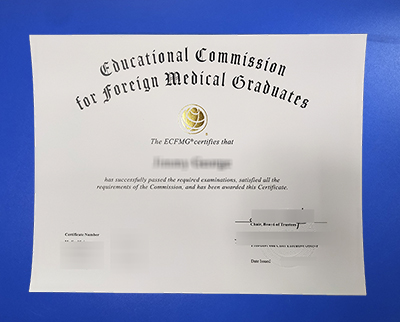 Educational Commission
for Foreign Medical Graduates
The ECFMG® certifies that
has successfully passed the required examinations, satisfied all the
requirements of the Commission, and has been awarded this Certificate.
Certificate Number
Chair, Board of Trustees
Date Issued